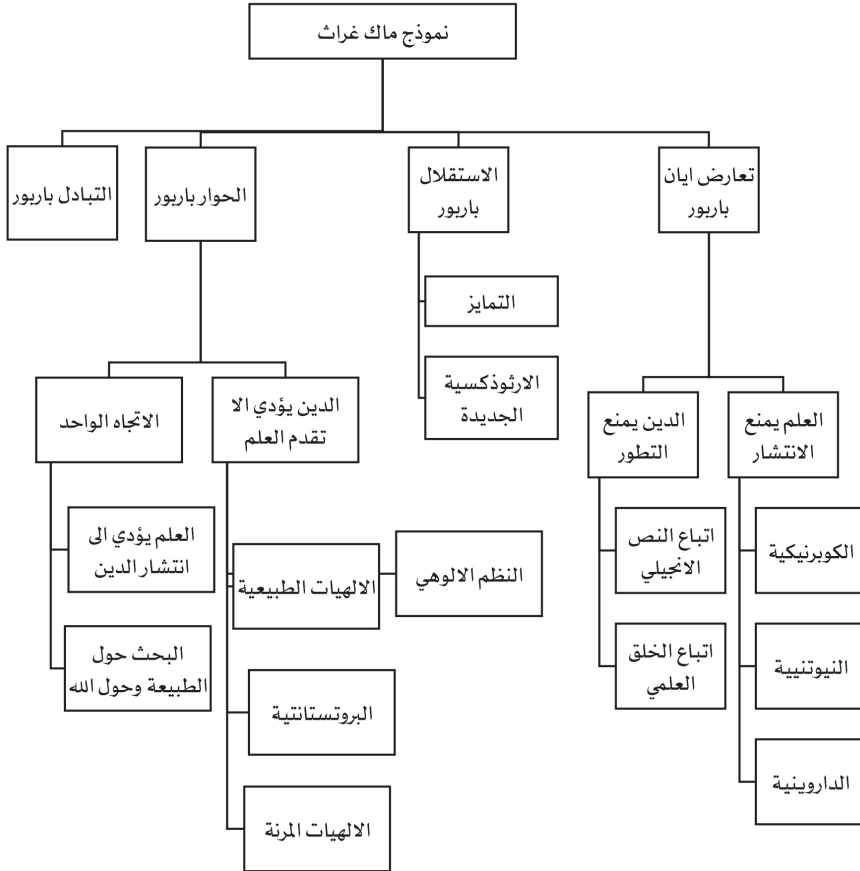 نموذج ماك غراث
تعارض ايان
باربور
الاستقلال
باربور
الحوار باربور
التبادل باربور
التمايز
الارثوذكسية
الجديدة
العلم يمنع
الانتشار
الدين يمنع
التطور
الدين يؤدي الا
تقدم العلم
الاتجاه الواحد
الكوبرنيكية
النيوتنيية
الداروينية
اتباع النص
الانجيلي
اتباع الخلق
العلمي
النظم الالوهي
الالهيات الطبيعية
البروتستانتية
الالهيات المرنة
العلم يؤدي الى
انتشار الدين
البحث حول
الطبيعة وحول الله